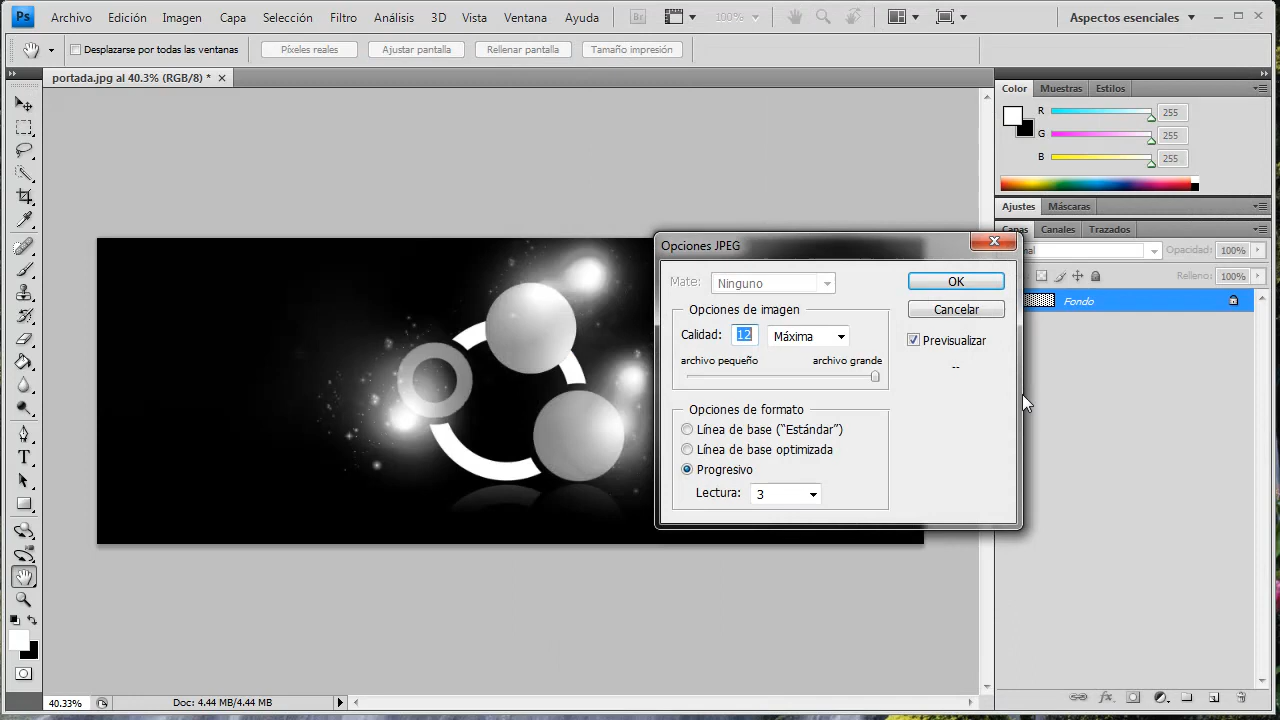 Ps Archivo Edición Imagen Capa Selección Filtro Análisis 3D Vista Ventana Ayuda Br 100% Aspectos esenciales
Desplazarse por todas las ventanas Píxeles reales Ajustar pantalla Rellenar pantalla Tamaño impresión
portada.jpg al 40.3% (RGB/8) *
Color Muestras Estilos
R 255
G 255
B 255
Ajustes Máscaras
Capas Canales Trazados
mal Opacidad: 100%
Relleno: 100%
Fondo
Opciones JPEG
Mate: Ninguno
OK
Opciones de imagen
Cancelar
Calidad: 12 Máxima
Previsualizar
archivo pequeño archivo grande
--
Opciones de formato
Línea de base (“Estándar”)
Línea de base optimizada
Progresivo
Lectura: 3
T
40.33% Doc: 4.44 MB/4.44 MB
fx